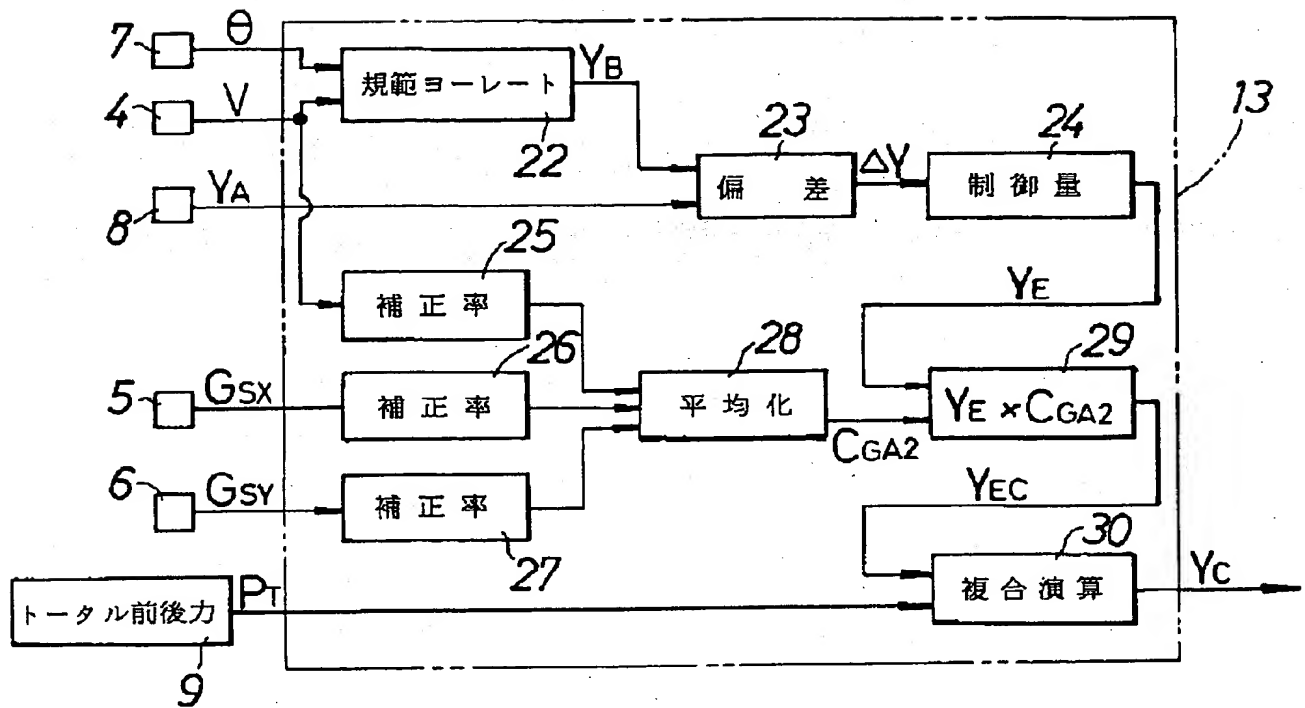 7 θ
規範ヨーレート
22
YB
4 V
23
24
13
YA
8
偏 差
ΔY
制御量
25
補正率
YE
26
28
29
5 GSX
補正率
平均化
YE × CGA2
CGA2
6 GSY
補正率
27
YEC
30
トータル前後力
9
PT
複合演算
YC